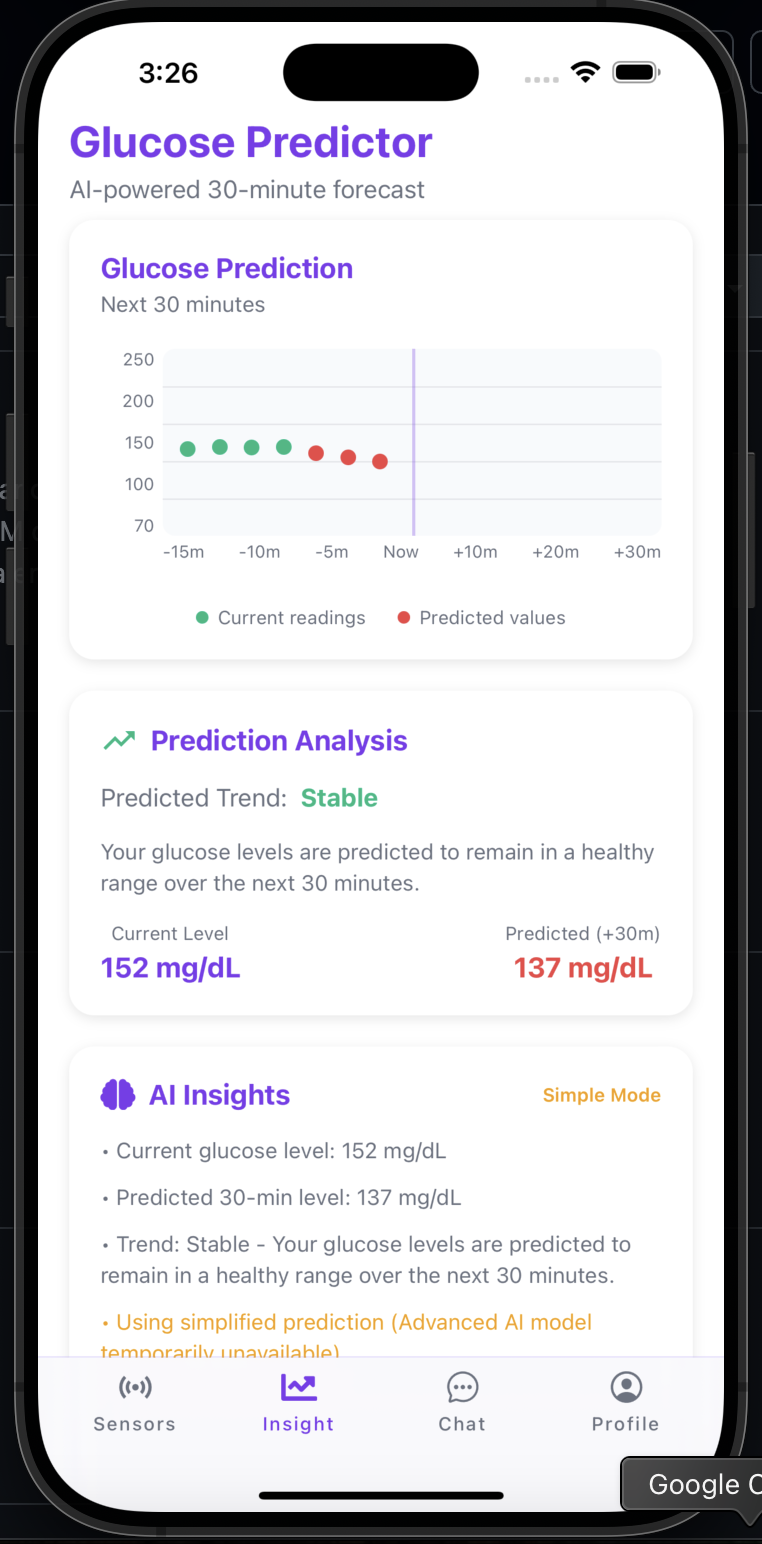 3:26
Glucose Predictor
AI-powered 30-minute forecast
Glucose Prediction
Next 30 minutes
250
200
150
100
70
-15m -10m -5m Now +10m +20m +30m
Current readings Predicted values
Prediction Analysis
Predicted Trend: Stable
Your glucose levels are predicted to remain in a healthy
range over the next 30 minutes.
Current Level Predicted (+30m)
152 mg/dL 137 mg/dL
AI Insights Simple Mode
• Current glucose level: 152 mg/dL
• Predicted 30-min level: 137 mg/dL
• Trend: Stable - Your glucose levels are predicted to
remain in a healthy range over the next 30 minutes.
• Using simplified prediction (Advanced AI model
temporarily unavailable)
Sensors Insight Chat Profile
Google